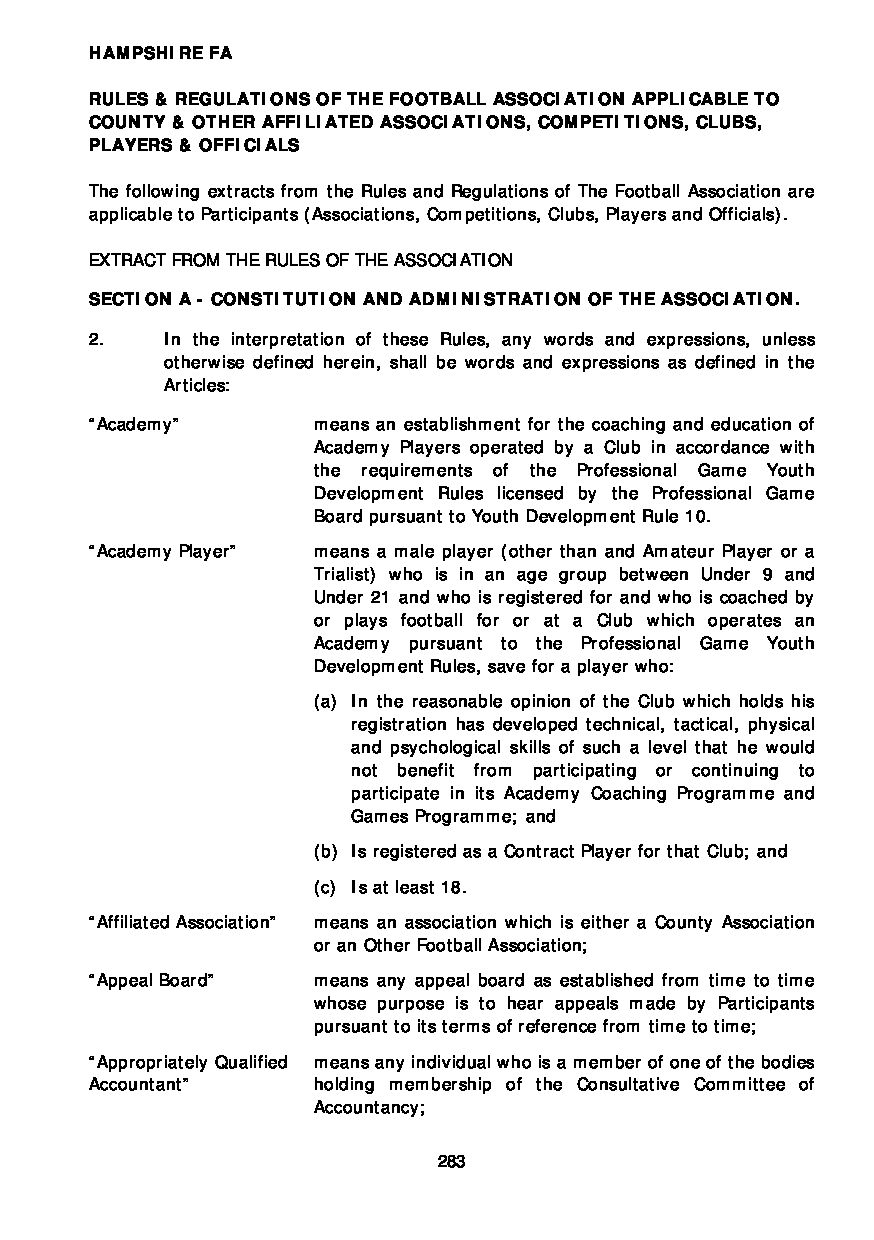 HAMPSHIRE FA
RULES & REGULATIONS OF THE FOOTBALL ASSOCIATION APPLICABLE TO
COUNTY & OTHER AFFILIATED ASSOCIATIONS, COMPETITIONS, CLUBS,
PLAYERS & OFFICIALS
The following extracts from the Rules and Regulations of The Football Association are
applicable to Participants (Associations, Competitions, Clubs, Players and Officials).
EXTRACT FROM THE RULES OF THE ASSOCIATION
SECTION A - CONSTITUTION AND ADMINISTRATION OF THE ASSOCIATION.
2. In the interpretation of these Rules, any words and expressions, unless
otherwise defined herein, shall be words and expressions as defined in the
Articles:
“Academy” means an establishment for the coaching and education of
Academy Players operated by a Club in accordance with
the requirements of the Professional Game Youth
Development Rules licensed by the Professional Game
Board pursuant to Youth Development Rule 10.
“Academy Player” means a male player (other than and Amateur Player or a
Trialist) who is in an age group between Under 9 and
Under 21 and who is registered for and who is coached by
or plays football for or at a Club which operates an
Academy pursuant to the Professional Game Youth
Development Rules, save for a player who:
(a) In the reasonable opinion of the Club which holds his
registration has developed technical, tactical, physical
and psychological skills of such a level that he would
not benefit from participating or continuing to
participate in its Academy Coaching Programme and
Games Programme; and
(b) Is registered as a Contract Player for that Club; and
(c) Is at least 18.
“Affiliated Association” means an association which is either a County Association
or an Other Football Association;
“Appeal Board” means any appeal board as established from time to time
whose purpose is to hear appeals made by Participants
pursuant to its terms of reference from time to time;
“Appropriately Qualified means any individual who is a member of one of the bodies
Accountant” holding membership of the Consultative Committee of
Accountancy;
283